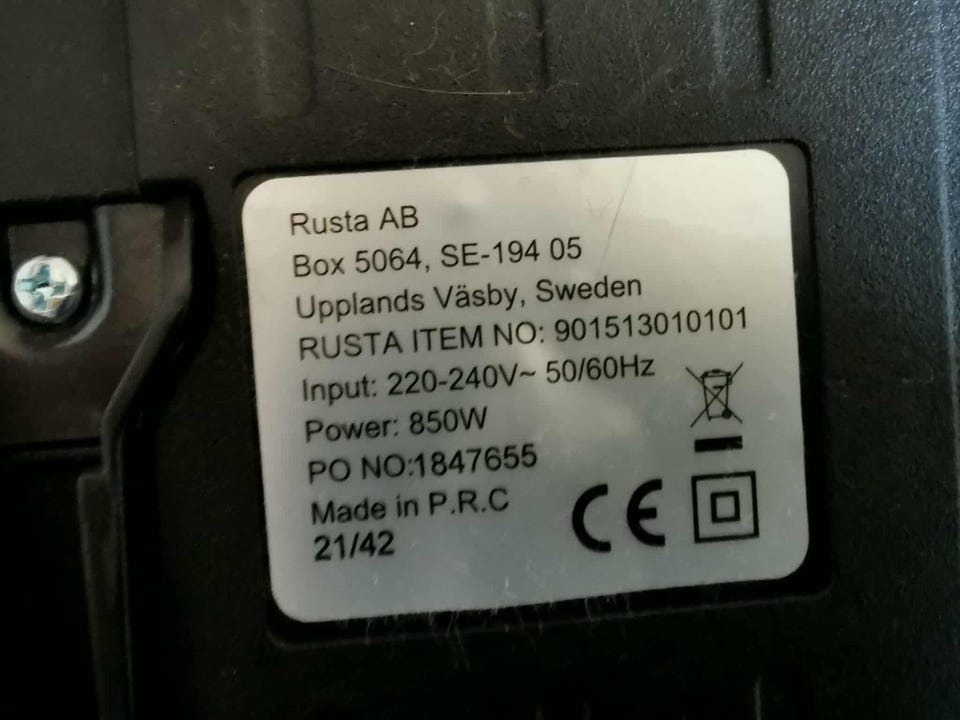 Rusta AB
Box 5064, SE-194 05
Upplands Väsby, Sweden
RUSTA ITEM NO: 901513010101
Input: 220-240V~ 50/60Hz
Power: 850W
PO NO:1847655
Made in P.R.C
21/42
CE